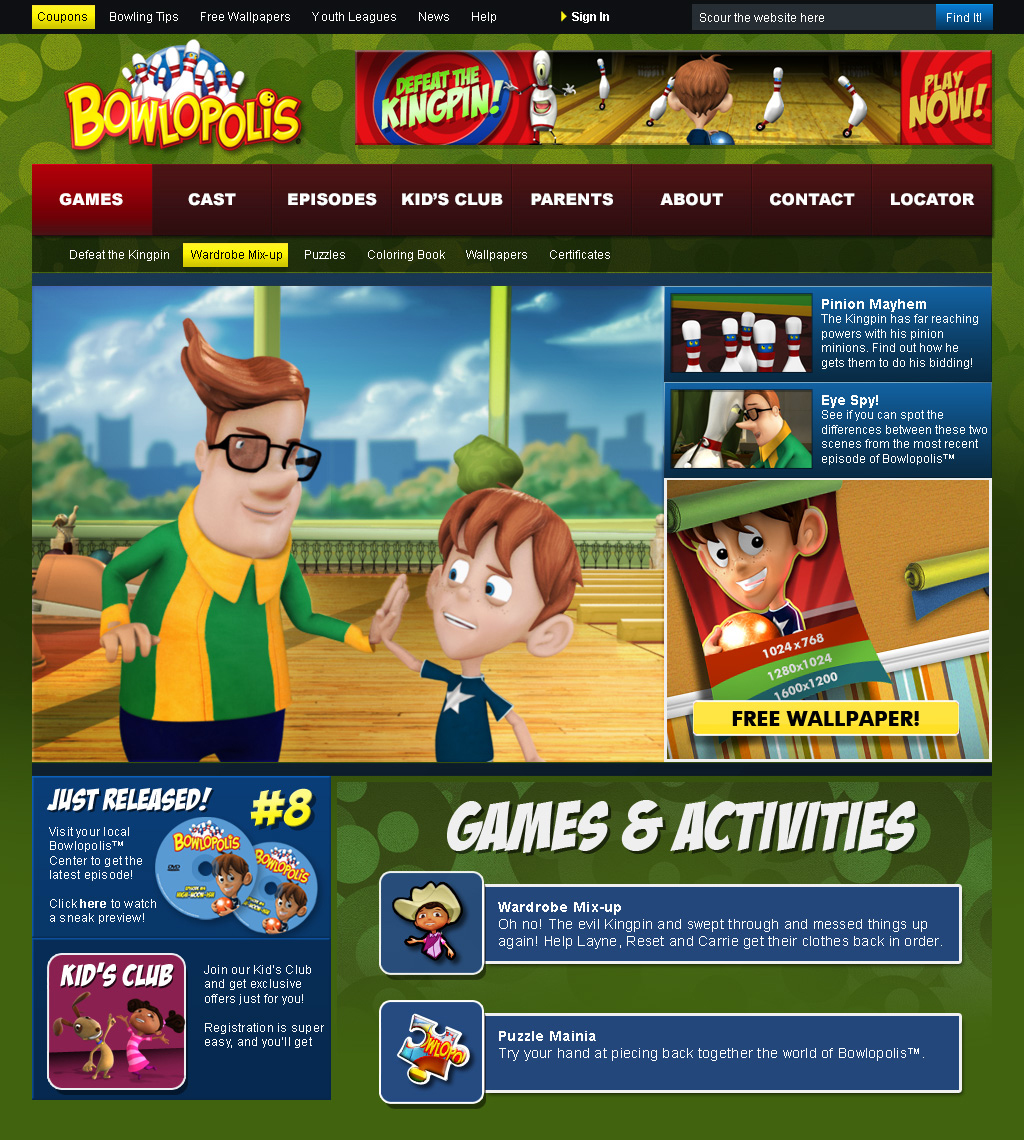 Coupons Bowling Tips Free Wallpapers Youth Leagues News Help Sign In Scour the website here Find It!
BOWLOPOLIS
DEFEAT THE
KINGPIN!
PLAY
NOW!
GAMES CAST EPISODES KID'S CLUB PARENTS ABOUT CONTACT LOCATOR
Defeat the Kingpin Wardrobe Mix-up Puzzles Coloring Book Wallpapers Certificates
Pinion Mayhem
The Kingpin has far reaching
powers with his pinion
minions. Find out how he
gets them to do his bidding!
Eye Spy!
See if you can spot the
differences between these two
scenes from the most recent
episode of Bowlopolis™
1024x768
1280x1024
1600x1200
FREE WALLPAPER!
JUST RELEASED!
#8
Visit your local
Bowlopolis™
Center to get the
latest episode!
Click here to watch
a sneak preview!
BOWLOPOLIS
BOWLOPOLIS
DVD
KID'S CLUB
Join our Kid's Club
and get exclusive
offers just for you!
Registration is super
easy, and you'll get
GAMES & ACTIVITIES
Wardrobe Mix-up
Oh no! The evil Kingpin and swept through and messed things up
again! Help Layne, Reset and Carrie get their clothes back in order.
Puzzle Mainia
Try your hand at piecing back together the world of Bowlopolis™.